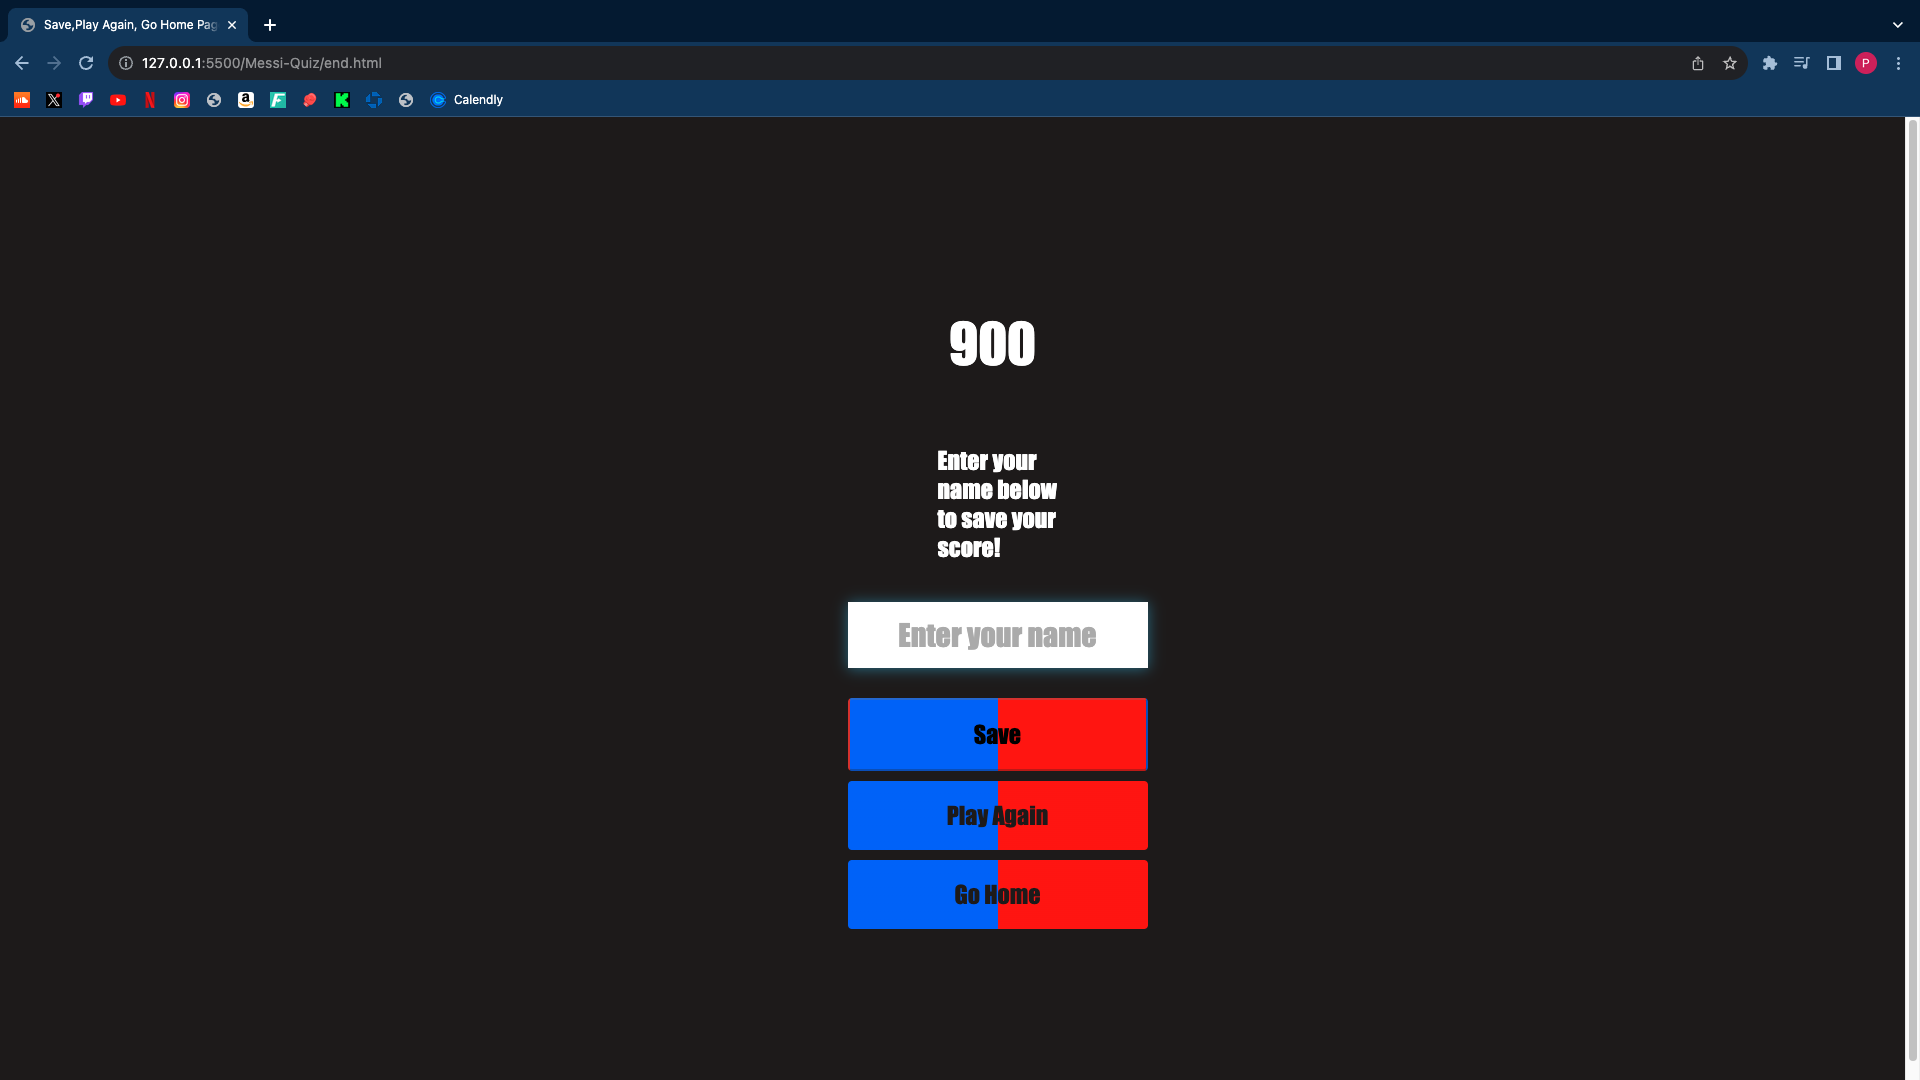 Save,Play Again, Go Home Pag
127.0.0.1:5500/Messi-Quiz/end.html
P
Calendly
900
Enter your
name below
to save your
score!
Enter your name
Save
Play Again
Go Home